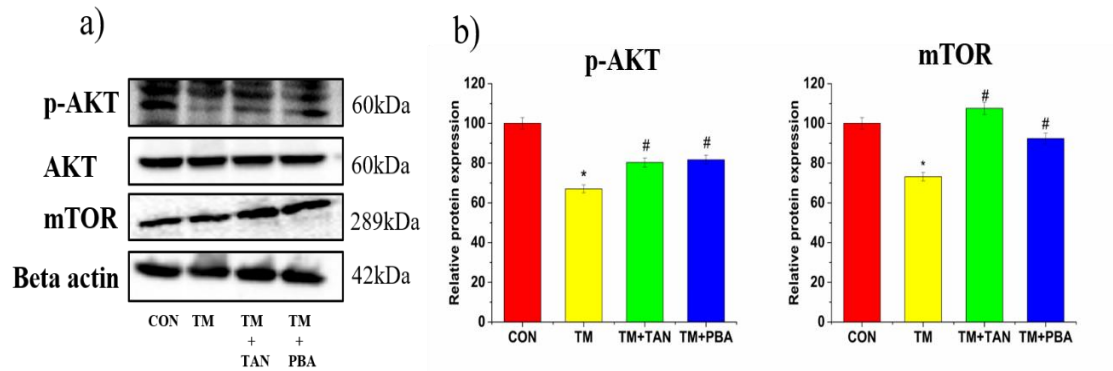 a)
p-AKT 60kDa
AKT 60kDa
mTOR 289kDa
Beta actin 42kDa
CON TM TM TM
+ +
TAN PBA
b)
p-AKT
Relative protein expression
120
100
80
60
40
20
0
*
#
#
CON TM TM+TAN TM+PBA
mTOR
Relative protein expression
120
100
80
60
40
20
0
*
#
#
CON TM TM+TAN TM+PBA